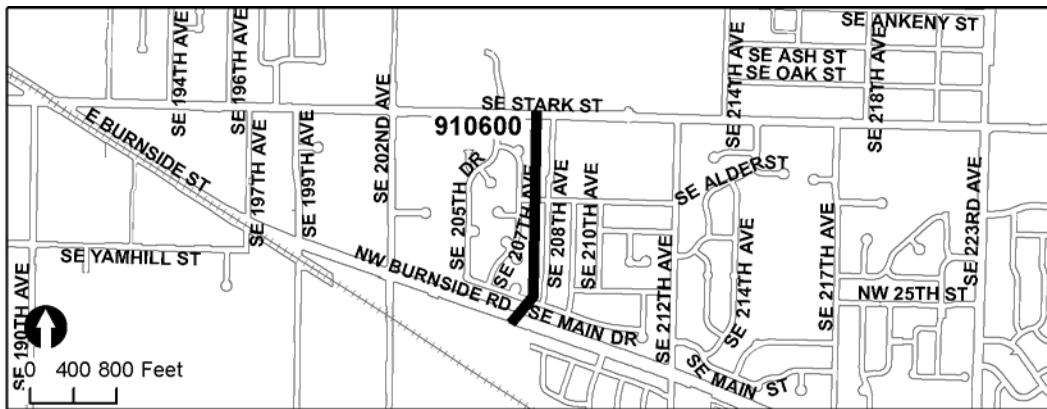 SE ANKENY ST
SE 194TH AVE
SE 196TH AVE
SE ASH ST
SE OAK ST
SE 214TH AVE
SE 218TH AVE
SE STARK ST
910600
SE 202ND AVE
E BURNSIDE ST
SE 197TH AVE
SE 199TH AVE
SE 205TH DR
SE 207TH AVE
SE 208TH AVE
SE 210TH AVE
SE ALDER ST
SE 223RD AVE
SE YAMHILL ST
NW BURNSIDE RD
SE 212TH AVE
SE 214TH AVE
SE 217TH AVE
NW 25TH ST
SE 190TH AVE
SE MAIN DR
SE MAIN ST
0 400 800 Feet